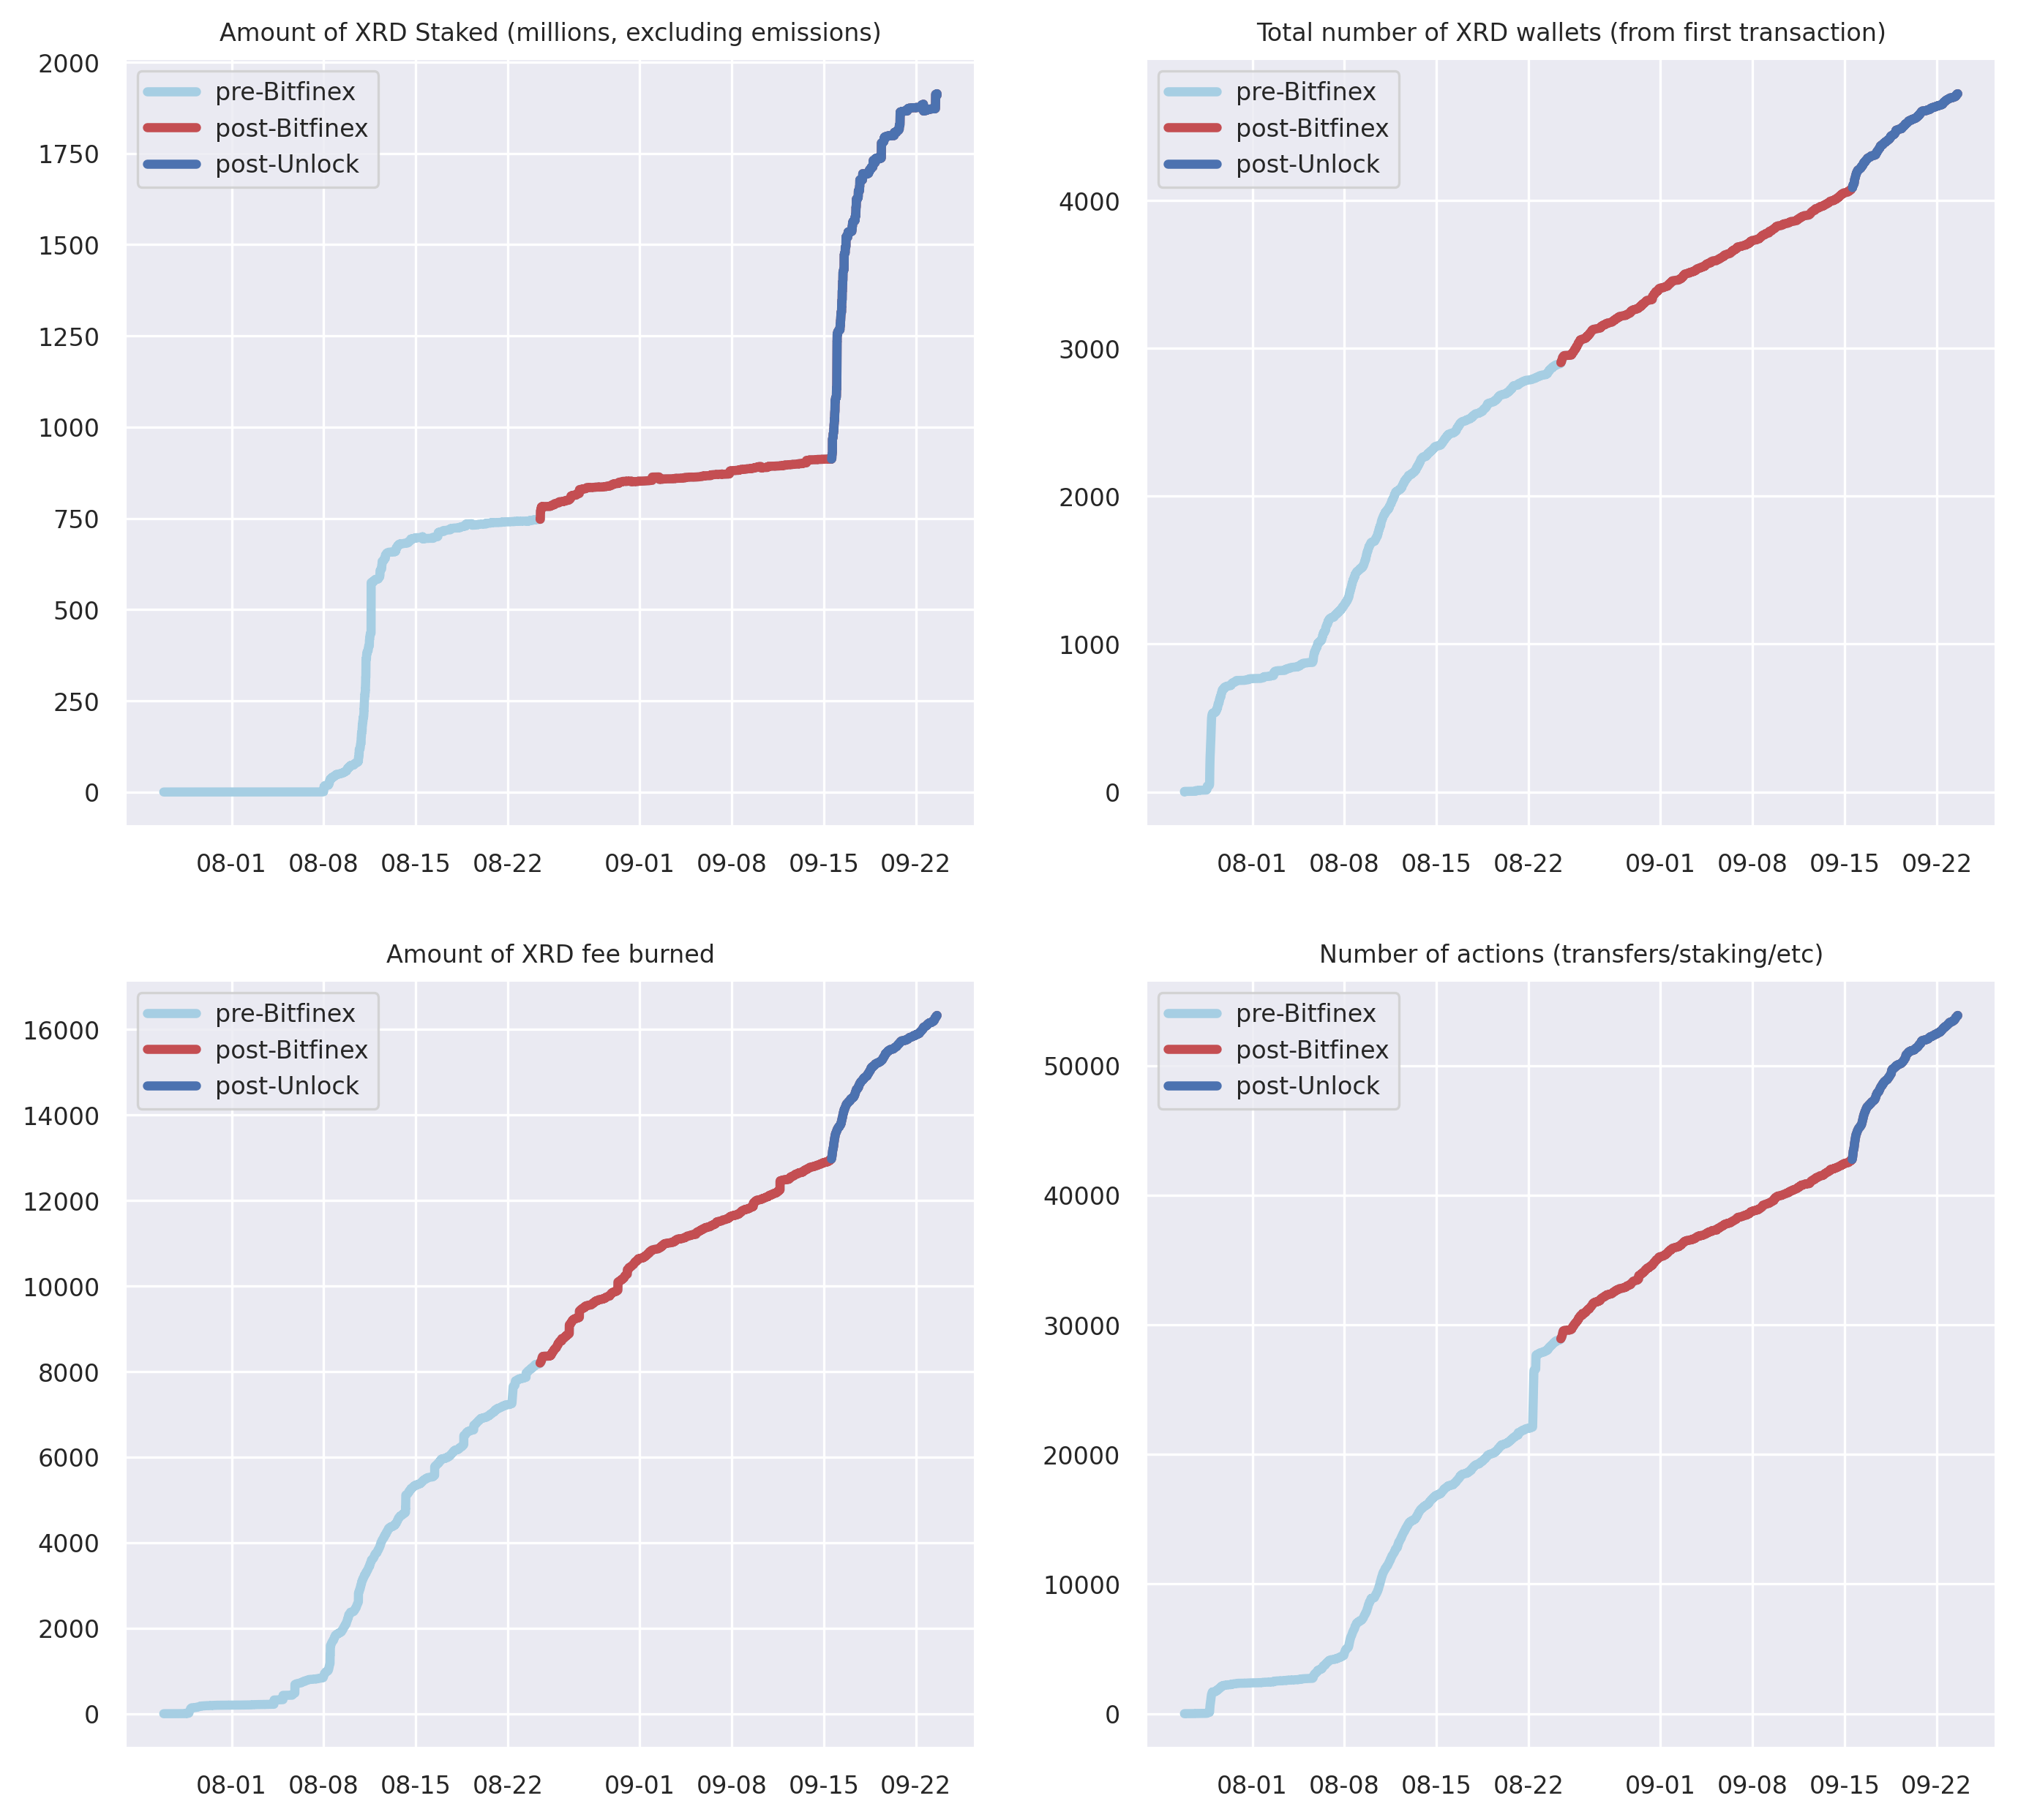 Amount of XRD Staked (millions, excluding emissions)
2000
1750
1500
1250
1000
750
500
250
0
pre-Bitfinex
post-Bitfinex
post-Unlock
08-01 08-08 08-15 08-22 09-01 09-08 09-15 09-22
Total number of XRD wallets (from first transaction)
4000
3000
2000
1000
0
pre-Bitfinex
post-Bitfinex
post-Unlock
08-01 08-08 08-15 08-22 09-01 09-08 09-15 09-22
Amount of XRD fee burned
16000
14000
12000
10000
8000
6000
4000
2000
0
pre-Bitfinex
post-Bitfinex
post-Unlock
08-01 08-08 08-15 08-22 09-01 09-08 09-15 09-22
Number of actions (transfers/staking/etc)
50000
40000
30000
20000
10000
0
pre-Bitfinex
post-Bitfinex
post-Unlock
08-01 08-08 08-15 08-22 09-01 09-08 09-15 09-22